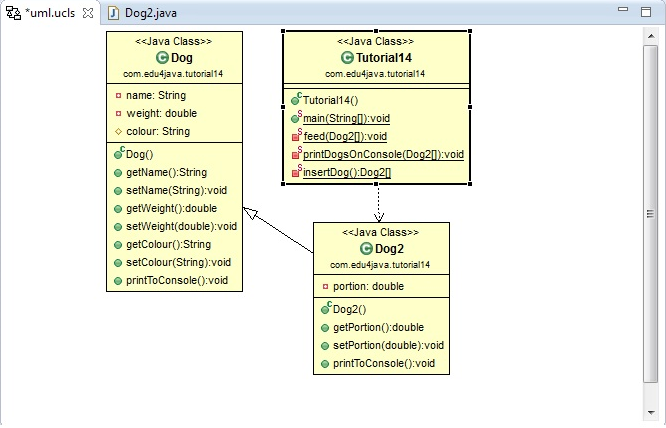 *uml.ucls
Dog2.java
<<Java Class>>
Dog
com.edu4java.tutorial14
name: String
weight: double
colour: String
Dog()
getName():String
setName(String):void
getWeight():double
setWeight(double):void
getColour():String
setColour(String):void
printToConsole():void
<<Java Class>>
Tutorial14
com.edu4java.tutorial14
Tutorial14()
main(String[]):void
feed(Dog2[]):void
printDogsOnConsole(Dog2[]):void
insertDog():Dog2[]
<<Java Class>>
Dog2
com.edu4java.tutorial14
portion: double
Dog2()
getPortion():double
setPortion(double):void
printToConsole():void